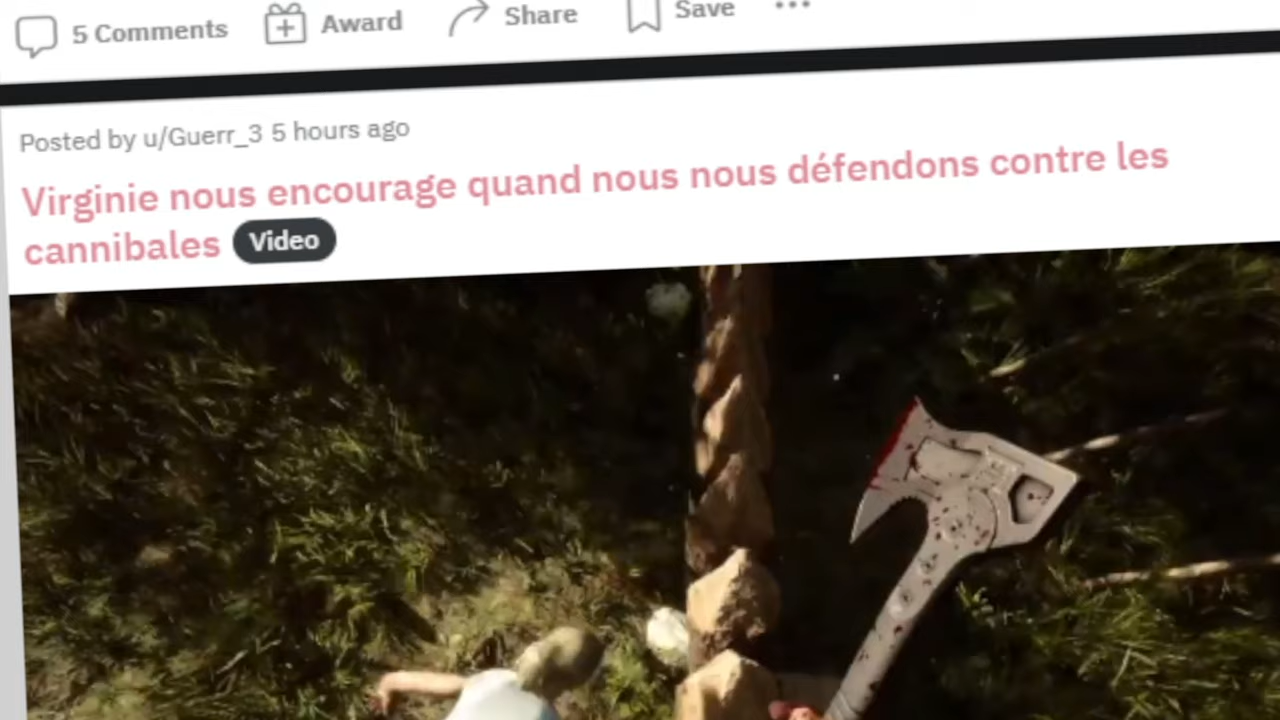 5 Comments Award Share Save
Posted by u/Guerr_3 5 hours ago
Virginie nous encourage quand nous nous défendons contre les
cannibales Video